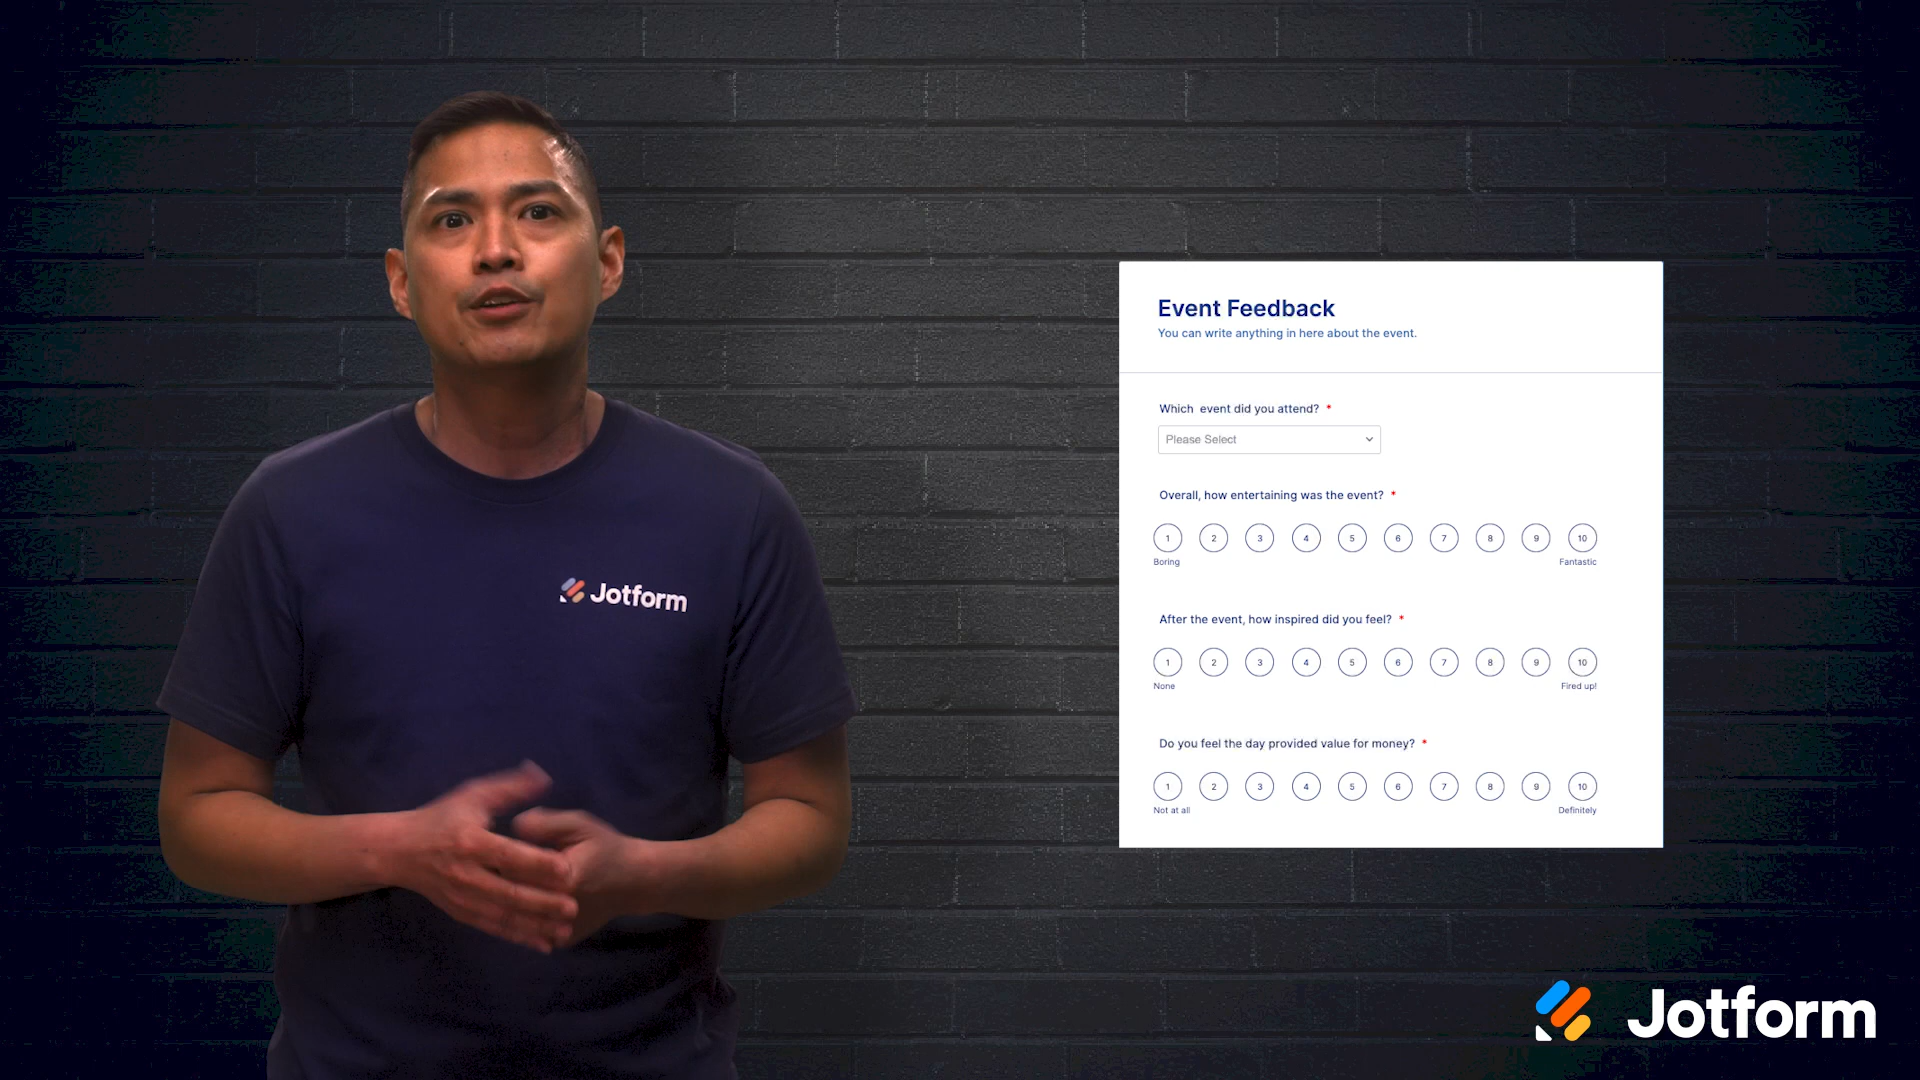 Jotform
Event Feedback
You can write anything in here about the event.
Which event did you attend? *
Please Select
Overall, how entertaining was the event? *
1 2 3 4 5 6 7 8 9 10
Boring Fantastic
After the event, how inspired did you feel? *
1 2 3 4 5 6 7 8 9 10
None Fired up!
Do you feel the day provided value for money? *
1 2 3 4 5 6 7 8 9 10
Not at all Definitely
Jotform